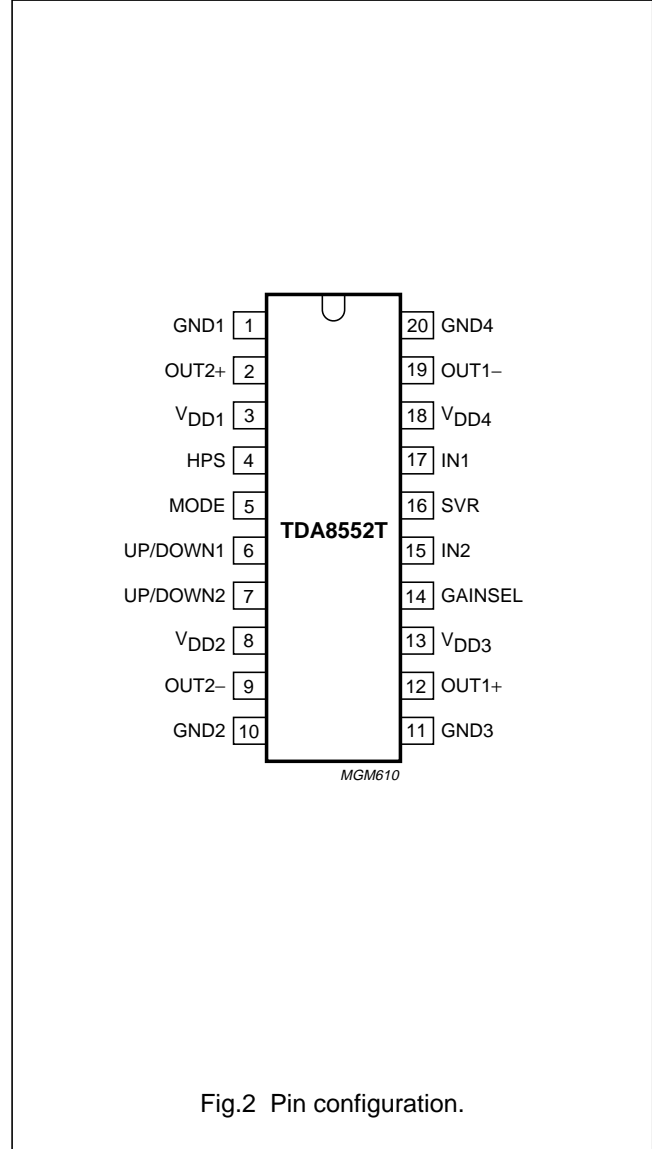 GND1 1 20 GND4
OUT2+ 2 19 OUT1−
VDD1 3 18 VDD4
HPS 4 17 IN1
MODE 5 16 SVR
TDA8552T
UP/DOWN1 6 15 IN2
UP/DOWN2 7 14 GAINSEL
VDD2 8 13 VDD3
OUT2− 9 12 OUT1+
GND2 10 11 GND3
MGM610
Fig.2 Pin configuration.